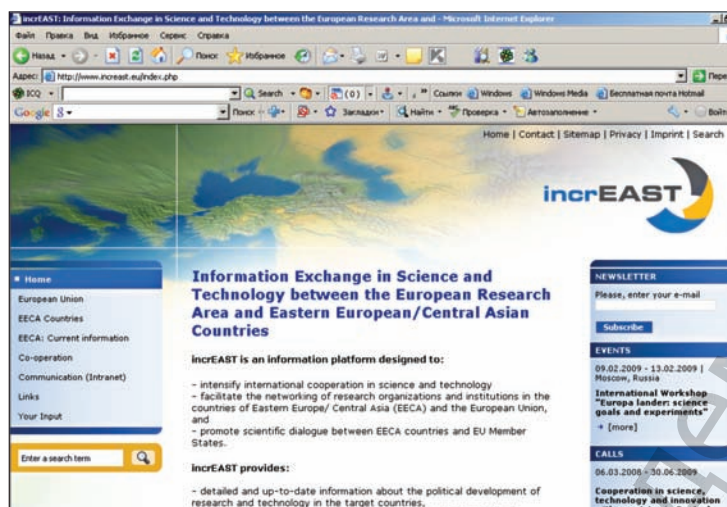 incrEAST: Information Exchange in Science and Technology between the European Research Area and - Microsoft Internet Explorer
Файл Правка Вид Избранное Сервис Справка
Назад Поиск Избранное
Адрес: http://www.increast.eu/index.php
ICQ Search (0) Ссылки Windows Windows Media Бесплатная почта Hotmail
Google Поиск Закладки Найти Проверка Автозаполнение
Home | Contact | Sitemap | Privacy | Imprint | Search
incrEAST
Home
European Union
EECA Countries
EECA: Current information
Co-operation
Communication (Intranet)
Links
Your Input
Enter a search term
Information Exchange in Science and
Technology between the European Research
Area and Eastern European/Central Asian
Countries
incrEAST is an information platform designed to:
- intensify international cooperation in science and technology
- facilitate the networking of research organizations and institutions in the
countries of Eastern Europe/ Central Asia (EECA) and the European Union,
and
- promote scientific dialogue between EECA countries and EU Member
States.
incrEAST provides:
- detailed and up-to-date information about the political development of
research and technology in the target countries,
NEWSLETTER
Please, enter your e-mail
Subscribe
EVENTS
09.02.2009 - 13.02.2009 |
Moscow, Russia
International Workshop
"Europa lander: science
goals and experiments"
[more]
CALLS
06.03.2008 - 30.06.2009
Cooperation in science,
technology and innovation